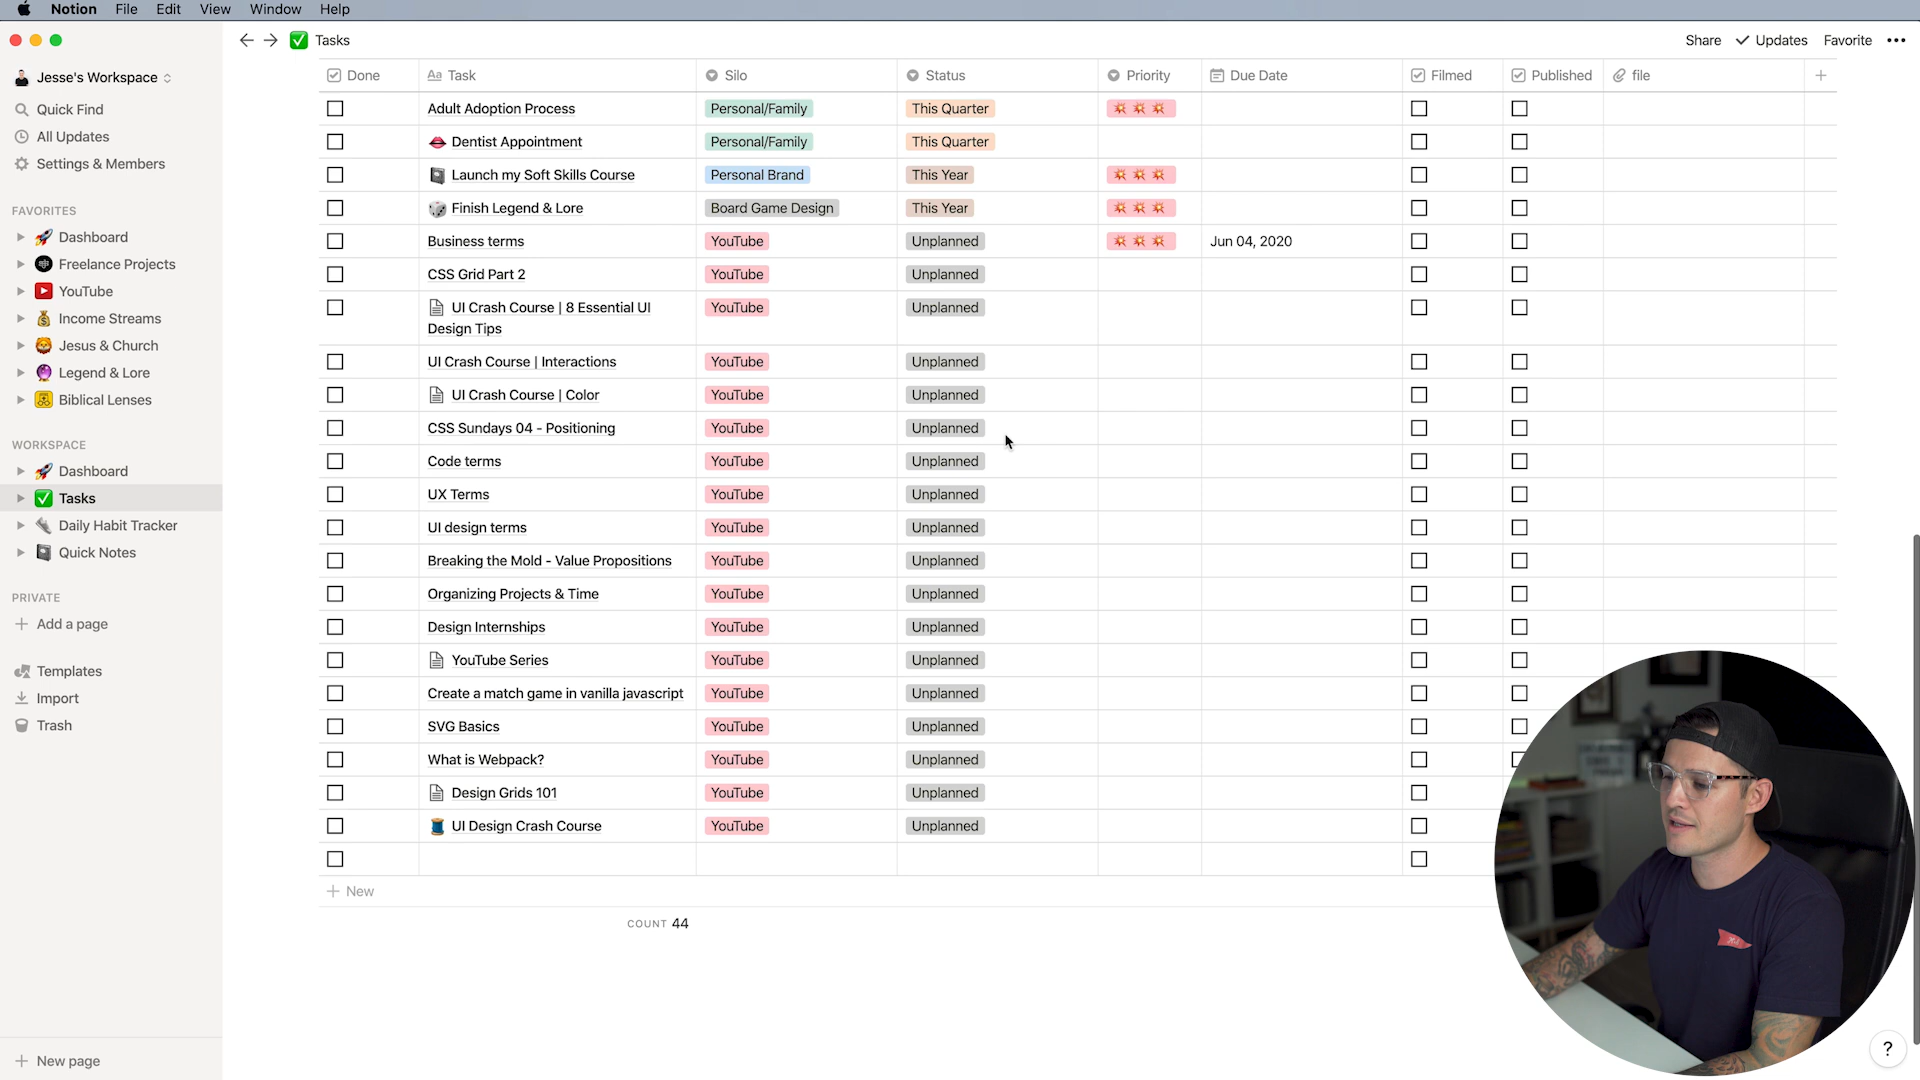 Notion File Edit View Window Help
Tasks
Share Updates Favorite
Jesse's Workspace
Quick Find
All Updates
Settings & Members
FAVORITES
Dashboard
Freelance Projects
YouTube
Income Streams
Jesus & Church
Legend & Lore
Biblical Lenses
WORKSPACE
Dashboard
Tasks
Daily Habit Tracker
Quick Notes
PRIVATE
Add a page
Templates
Import
Trash
New page
Done Aa Task Silo Status Priority Due Date Filmed Published file
Adult Adoption Process Personal/Family This Quarter
Dentist Appointment Personal/Family This Quarter
Launch my Soft Skills Course Personal Brand This Year
Finish Legend & Lore Board Game Design This Year
Business terms YouTube Unplanned Jun 04, 2020
CSS Grid Part 2 YouTube Unplanned
UI Crash Course | 8 Essential UI YouTube Unplanned
Design Tips
UI Crash Course | Interactions YouTube Unplanned
UI Crash Course | Color YouTube Unplanned
CSS Sundays 04 - Positioning YouTube Unplanned
Code terms YouTube Unplanned
UX Terms YouTube Unplanned
UI design terms YouTube Unplanned
Breaking the Mold - Value Propositions YouTube Unplanned
Organizing Projects & Time YouTube Unplanned
Design Internships YouTube Unplanned
YouTube Series YouTube Unplanned
Create a match game in vanilla javascript YouTube Unplanned
SVG Basics YouTube Unplanned
What is Webpack? YouTube Unplanned
Design Grids 101 YouTube Unplanned
UI Design Crash Course YouTube Unplanned
New
COUNT 44
?